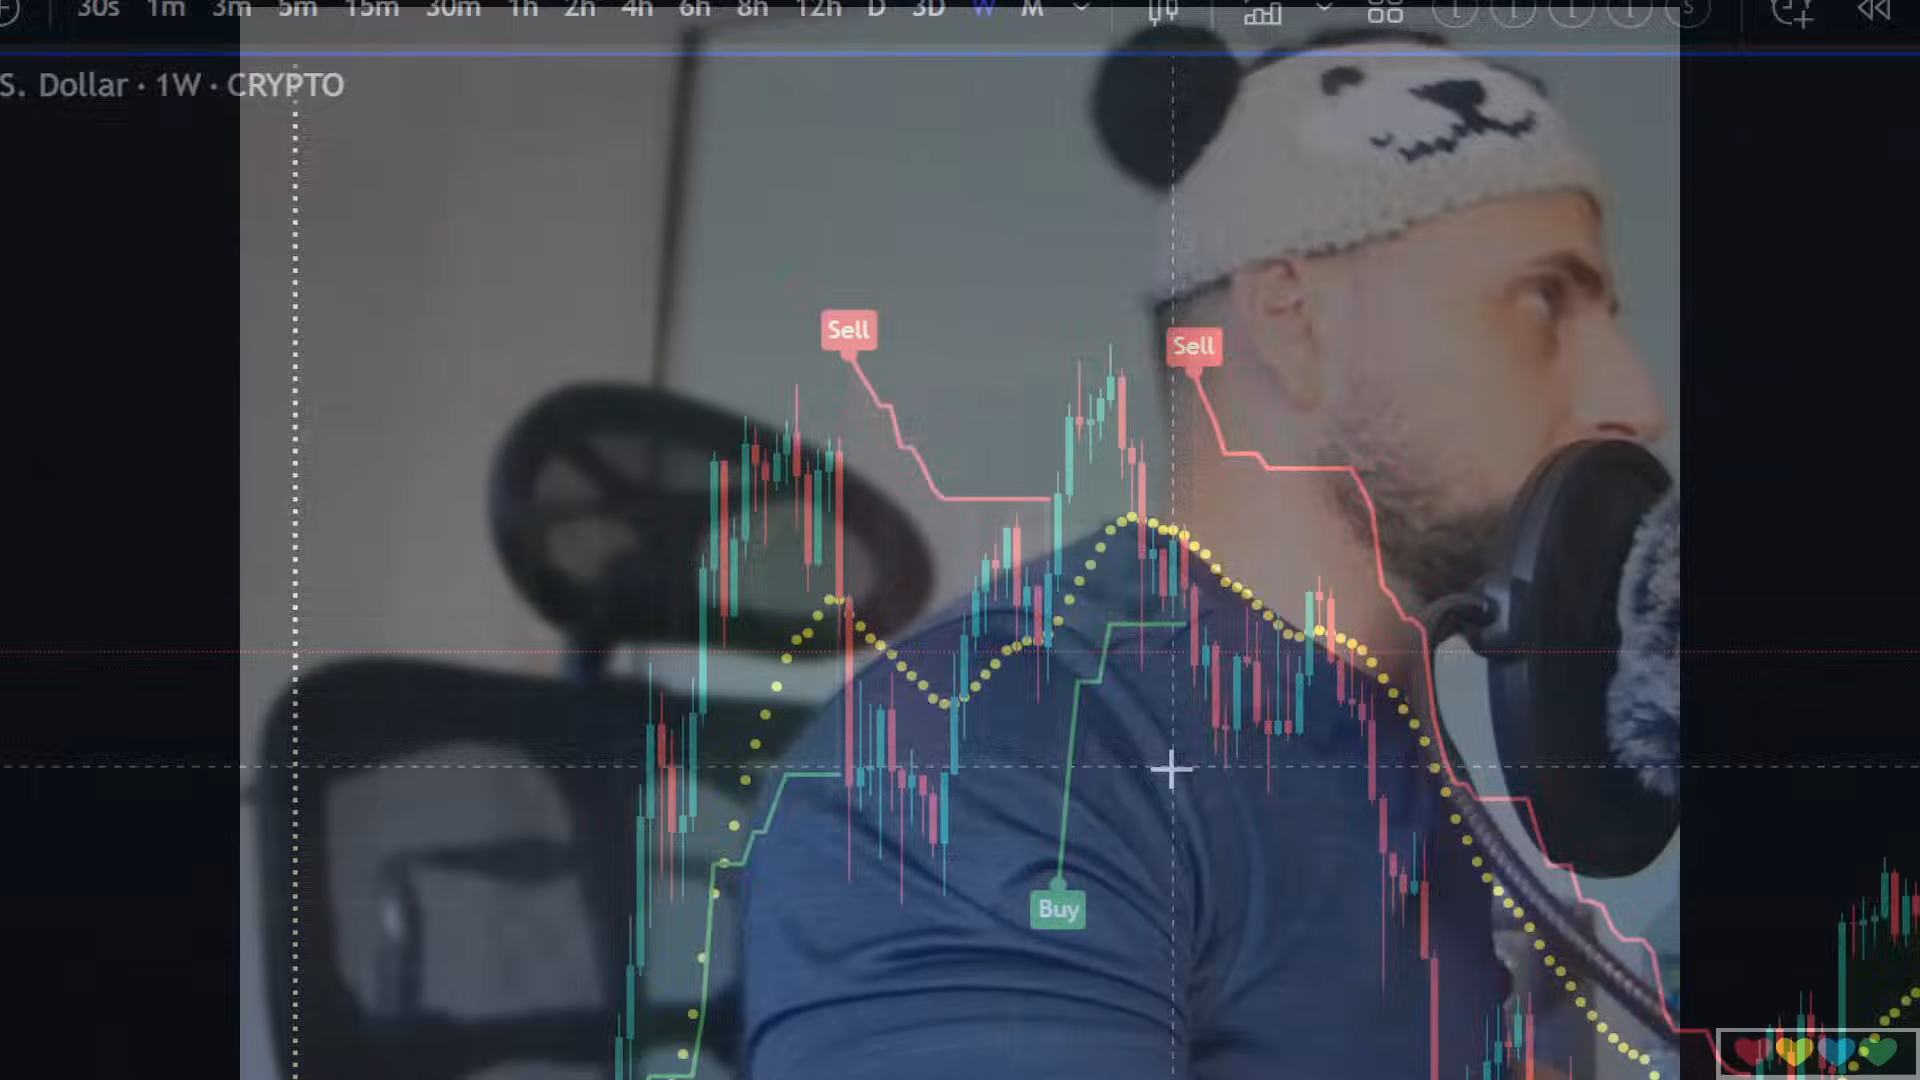 30s 1m 3m 5m 15m 30m 1h 2h 4h 6h 8h 12h D 3D W M L L L L S
S. Dollar · 1W · CRYPTO
Sell
Sell
Buy